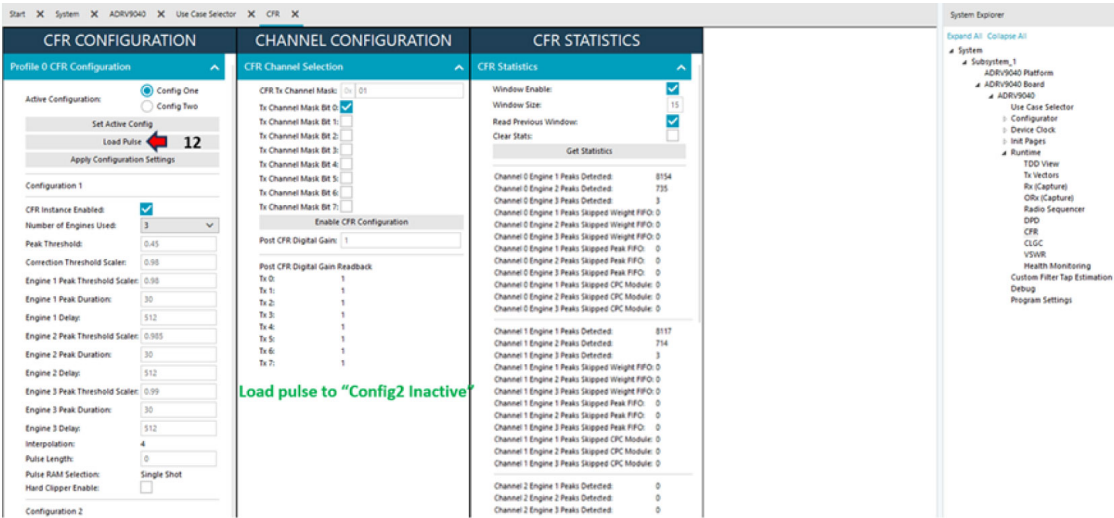 Start X System X ADRV9040 X Use Case Selector X CFR X
CFR CONFIGURATION
Profile 0 CFR Configuration
Active Configuration:
Config One
Config Two
Set Active Config
Load Pulse
12
Apply Configuration Settings
Configuration 1
CFR Instance Enabled:
Number of Engines Used: 3
Peak Threshold: 0.45
Correction Threshold Scaler: 0.98
Engine 1 Peak Threshold Scaler: 0.98
Engine 1 Peak Duration: 30
Engine 1 Delay: 512
Engine 2 Peak Threshold Scaler: 0.985
Engine 2 Peak Duration: 30
Engine 2 Delay: 512
Engine 3 Peak Threshold Scaler: 0.99
Engine 3 Peak Duration: 30
Engine 3 Delay: 512
Interpolation: 4
Pulse Length: 0
Pulse RAM Selection: Single Shot
Hard Clipper Enable:
Configuration 2
CHANNEL CONFIGURATION
CFR Channel Selection
CFR Tx Channel Mask: 0x 01
Tx Channel Mask Bit 0:
Tx Channel Mask Bit 1:
Tx Channel Mask Bit 2:
Tx Channel Mask Bit 3:
Tx Channel Mask Bit 4:
Tx Channel Mask Bit 5:
Tx Channel Mask Bit 6:
Tx Channel Mask Bit 7:
Enable CFR Configuration
Post CFR Digital Gain: 1
Post CFR Digital Gain Readback
Tx 0: 1
Tx 1: 1
Tx 2: 1
Tx 3: 1
Tx 4: 1
Tx 5: 1
Tx 6: 1
Tx 7: 1
Load pulse to “Config2 Inactive”
CFR STATISTICS
CFR Statistics
Window Enable:
Window Size: 15
Read Previous Window:
Clear Stats:
Get Statistics
Channel 0 Engine 1 Peaks Detected: 8154
Channel 0 Engine 2 Peaks Detected: 735
Channel 0 Engine 3 Peaks Detected: 3
Channel 0 Engine 1 Peaks Skipped Weight FIFO: 0
Channel 0 Engine 2 Peaks Skipped Weight FIFO: 0
Channel 0 Engine 3 Peaks Skipped Weight FIFO: 0
Channel 0 Engine 1 Peaks Skipped Peak FIFO: 0
Channel 0 Engine 2 Peaks Skipped Peak FIFO: 0
Channel 0 Engine 3 Peaks Skipped Peak FIFO: 0
Channel 0 Engine 1 Peaks Skipped CPC Module: 0
Channel 0 Engine 2 Peaks Skipped CPC Module: 0
Channel 0 Engine 3 Peaks Skipped CPC Module: 0
Channel 1 Engine 1 Peaks Detected: 8117
Channel 1 Engine 2 Peaks Detected: 714
Channel 1 Engine 3 Peaks Detected: 3
Channel 1 Engine 1 Peaks Skipped Weight FIFO: 0
Channel 1 Engine 2 Peaks Skipped Weight FIFO: 0
Channel 1 Engine 3 Peaks Skipped Weight FIFO: 0
Channel 1 Engine 1 Peaks Skipped Peak FIFO: 0
Channel 1 Engine 2 Peaks Skipped Peak FIFO: 0
Channel 1 Engine 3 Peaks Skipped Peak FIFO: 0
Channel 1 Engine 1 Peaks Skipped CPC Module: 0
Channel 1 Engine 2 Peaks Skipped CPC Module: 0
Channel 1 Engine 3 Peaks Skipped CPC Module: 0
Channel 2 Engine 1 Peaks Detected: 0
Channel 2 Engine 2 Peaks Detected: 0
Channel 2 Engine 3 Peaks Detected: 0
System Explorer
Expand All Collapse All
System
Subsystem_1
ADRV9040 Platform
ADRV9040 Board
ADRV9040
Use Case Selector
Configurator
Device Clock
Init Pages
Runtime
TDD View
Tx Vectors
Rx (Capture)
ORx (Capture)
Radio Sequencer
DPD
CFR
CLGC
VSWR
Health Monitoring
Custom Filter Tap Estimation
Debug
Program Settings